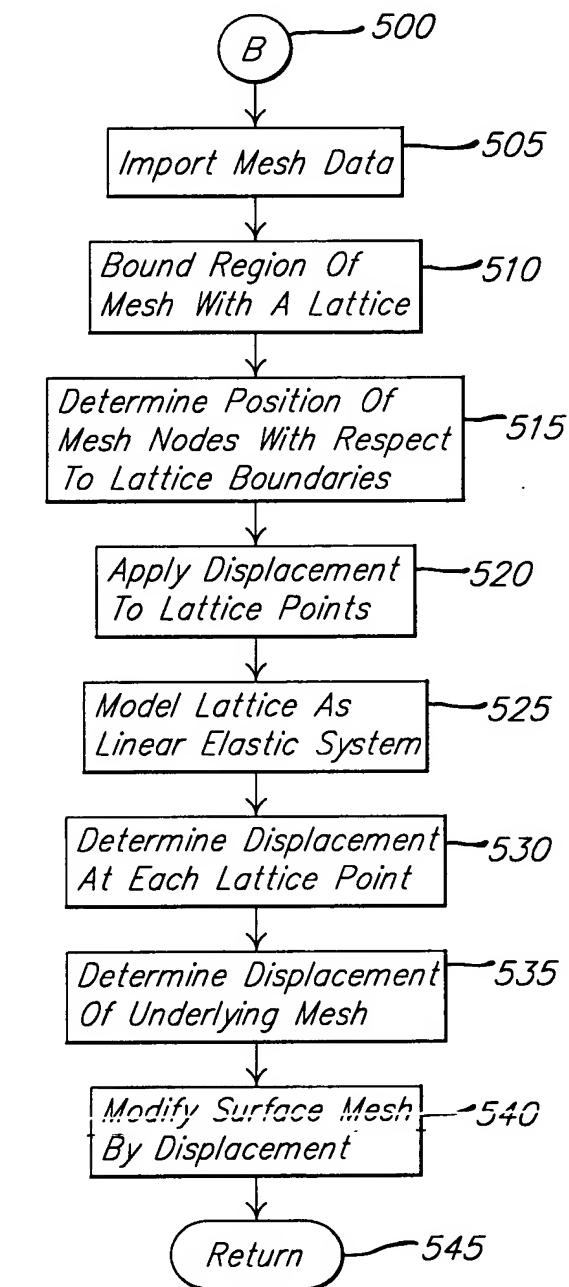 B 500
Import Mesh Data 505
Bound Region Of
Mesh With A Lattice 510
Determine Position Of
Mesh Nodes With Respect 515
To Lattice Boundaries
Apply Displacement 520
To Lattice Points
Model Lattice As 525
Linear Elastic System
Determine Displacement 530
At Each Lattice Point
Determine Displacement 535
Of Underlying Mesh
Modify Surface Mesh 540
By Displacement
Return 545